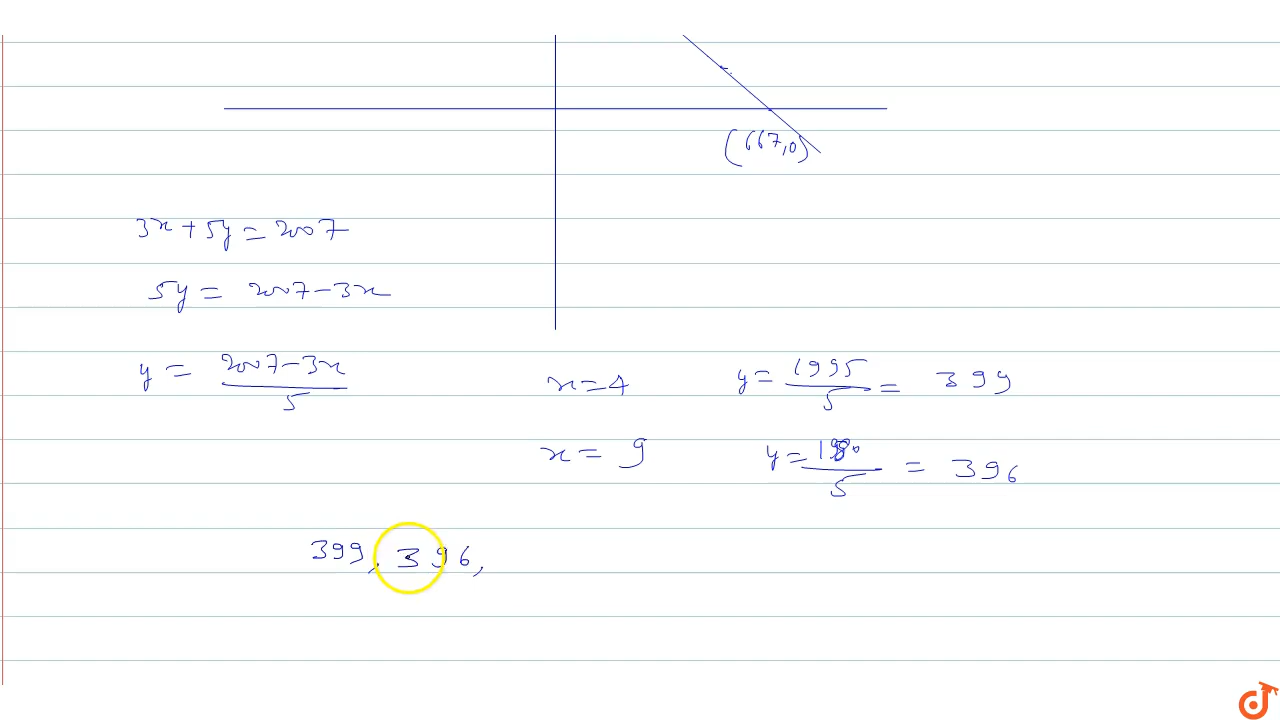 (667,0)
3x + 5y = 2007
5y = 2007 - 3x
y = 2007 - 3x / 5
x = 4 y = 1995 / 5 = 399
x = 9 y = 1980 / 5 = 396
399, 396,